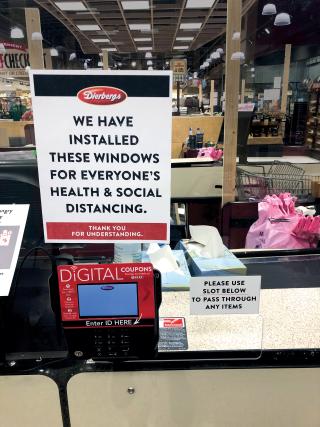 CHECK
Dierbergs
WE HAVE
INSTALLED
THESE WINDOWS
FOR EVERYONE'S
HEALTH & SOCIAL
DISTANCING.
THANK YOU
FOR UNDERSTANDING.
DIGITAL COUPONS
Enter ID HERE
PLEASE USE
SLOT BELOW
TO PASS THROUGH
ANY ITEMS